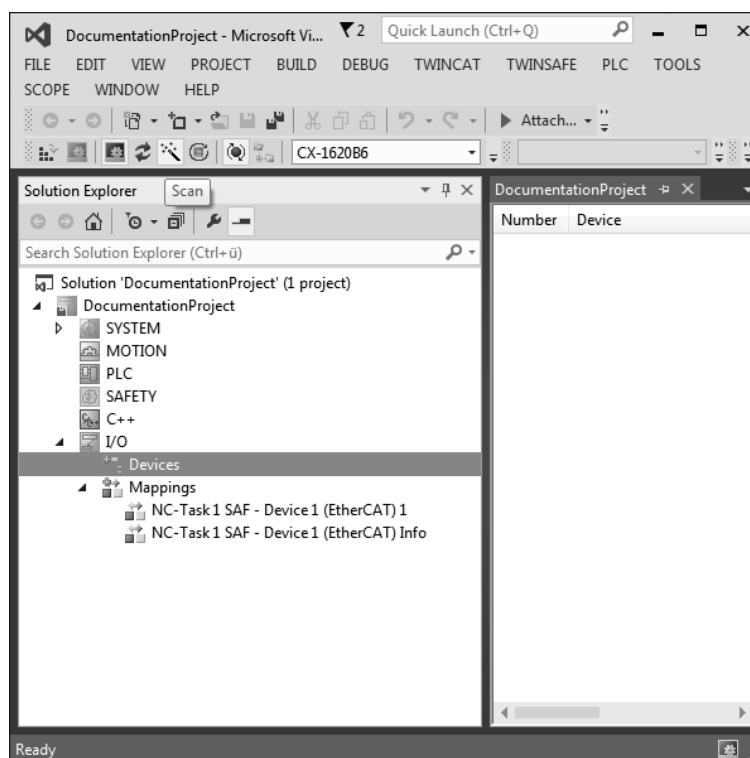 DocumentationProject - Microsoft Vi... 2 Quick Launch (Ctrl+Q)
FILE EDIT VIEW PROJECT BUILD DEBUG TWINCAT TWINSAFE PLC TOOLS
SCOPE WINDOW HELP
Attach...
CX-1620B6
Solution Explorer Scan DocumentationProject
Number Device
Search Solution Explorer (Ctrl+ü)
Solution 'DocumentationProject' (1 project)
DocumentationProject
SYSTEM
MOTION
PLC
SAFETY
C++
I/O
Devices
Mappings
NC-Task 1 SAF - Device 1 (EtherCAT) 1
NC-Task 1 SAF - Device 1 (EtherCAT) Info
Ready